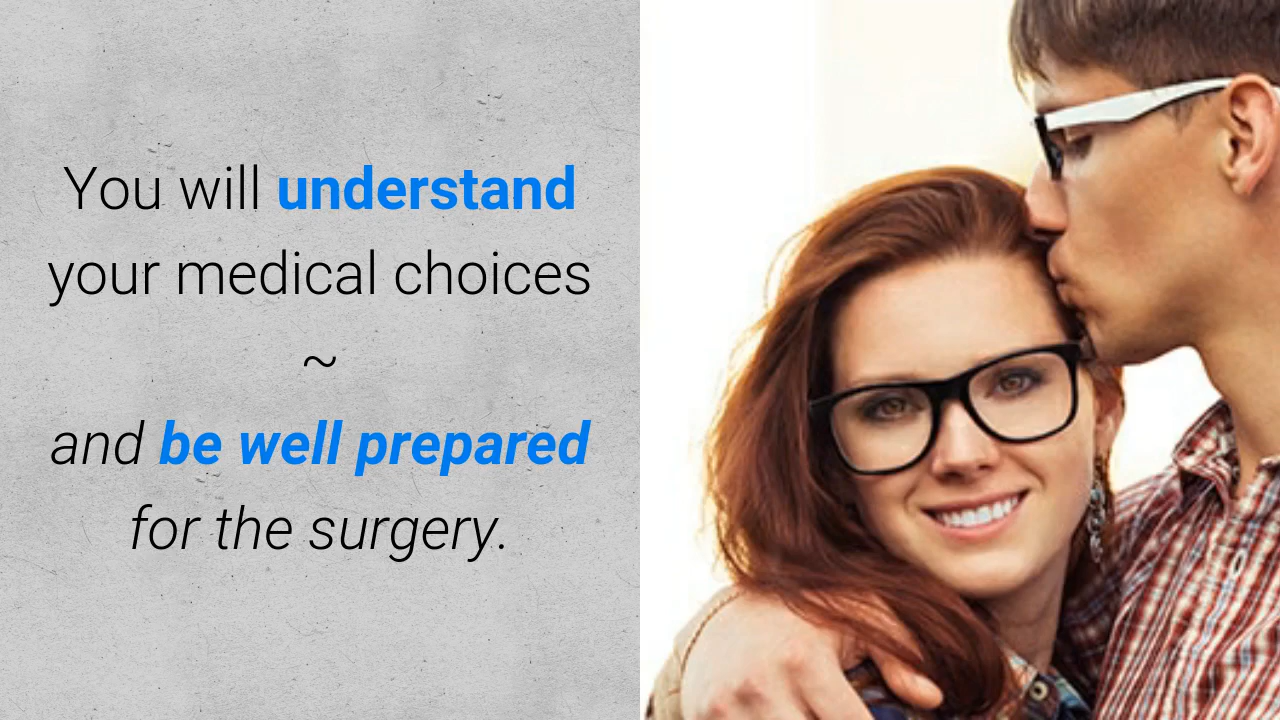 You will understand
your medical choices
~
and be well prepared
for the surgery.